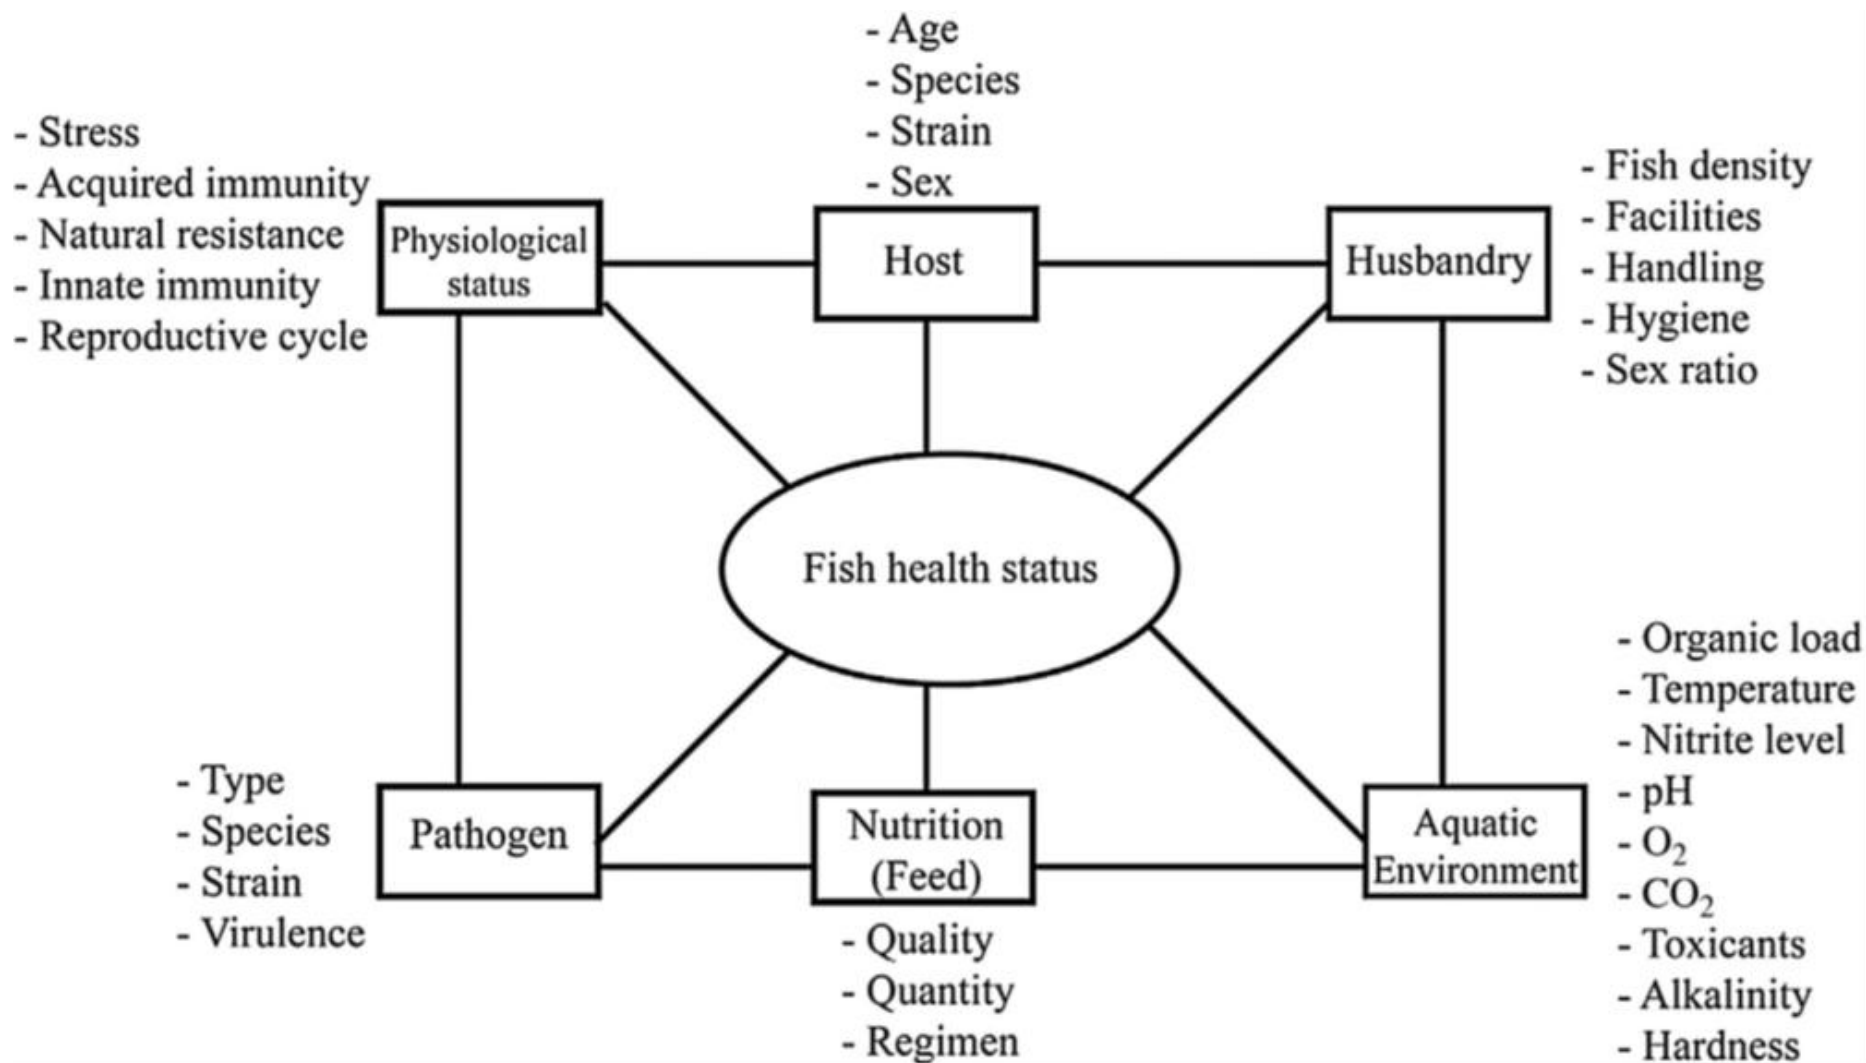 - Age
- Species
- Strain
- Sex
- Stress
- Acquired immunity
- Natural resistance
- Innate immunity
- Reproductive cycle
Physiological
status
Host
Husbandry
- Fish density
- Facilities
- Handling
- Hygiene
- Sex ratio
Fish health status
- Type
- Species
- Strain
- Virulence
Pathogen
Nutrition
(Feed)
- Quality
- Quantity
- Regimen
Aquatic
Environment
- Organic load
- Temperature
- Nitrite level
- pH
- O₂
- CO₂
- Toxicants
- Alkalinity
- Hardness